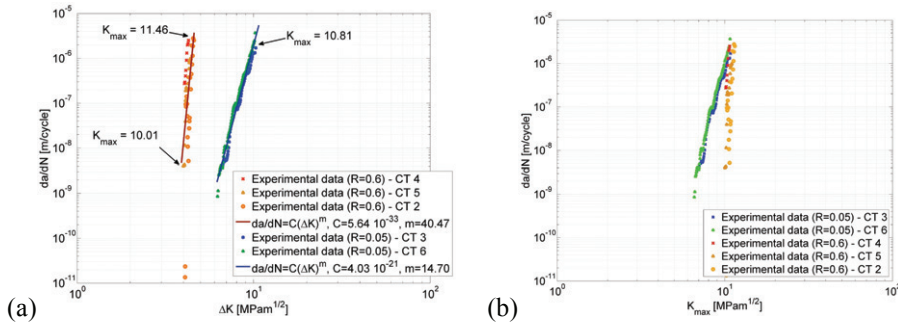 10⁻⁵
10⁻⁶
10⁻⁷
10⁻⁸
10⁻⁹
10⁻¹⁰
10⁻¹¹
da/dN [m/cycle]
K_max = 11.46
K_max = 10.81
K_max = 10.01
Experimental data (R=0.6) - CT 4
Experimental data (R=0.6) - CT 5
Experimental data (R=0.6) - CT 2
da/dN=C(ΔK)^m, C=5.64 10⁻³³, m=40.47
Experimental data (R=0.05) - CT 3
Experimental data (R=0.05) - CT 6
da/dN=C(ΔK)^m, C=4.03 10⁻²¹, m=14.70
10⁰ 10¹ 10²
ΔK [MPam^1/2]
(a)
10⁻⁵
10⁻⁶
10⁻⁷
10⁻⁸
10⁻⁹
10⁻¹⁰
10⁻¹¹
da/dN [m/cycle]
Experimental data (R=0.05) - CT 3
Experimental data (R=0.05) - CT 6
Experimental data (R=0.6) - CT 4
Experimental data (R=0.6) - CT 5
Experimental data (R=0.6) - CT 2
10⁰ 10¹ 10²
K_max [MPam^1/2]
(b)